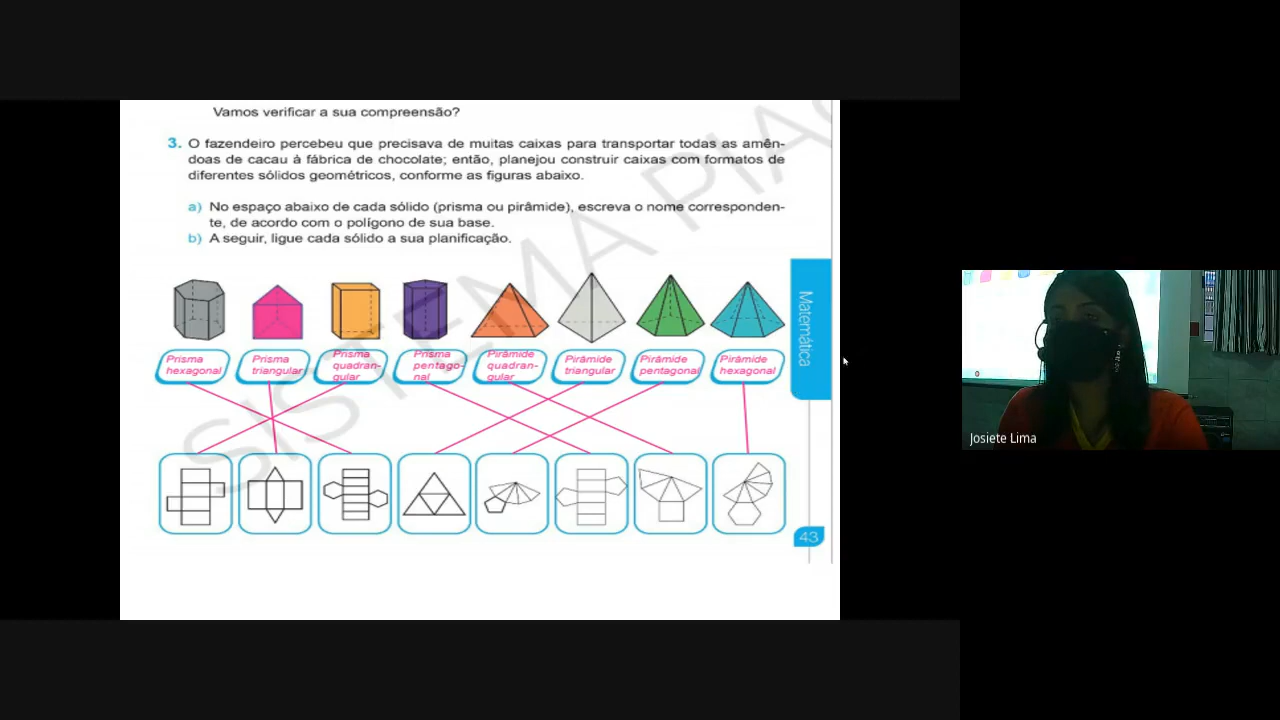 Vamos verificar a sua compreensão?
3. O fazendeiro percebeu que precisava de muitas caixas para transportar todas as amên-
doas de cacau à fábrica de chocolate; então, planejou construir caixas com formatos de
diferentes sólidos geométricos, conforme as figuras abaixo.
a) No espaço abaixo de cada sólido (prisma ou pirâmide), escreva o nome corresponden-
te, de acordo com o polígono de sua base.
b) A seguir, ligue cada sólido a sua planificação.
Prisma
hexagonal
Prisma
triangular
Prisma
quadran-
gular
Prisma
pentago-
nal
Pirâmide
quadran-
gular
Pirâmide
triangular
Pirâmide
pentagonal
Pirâmide
hexagonal
Matemática
43
SISTEMA PIAG
Josiete Lima